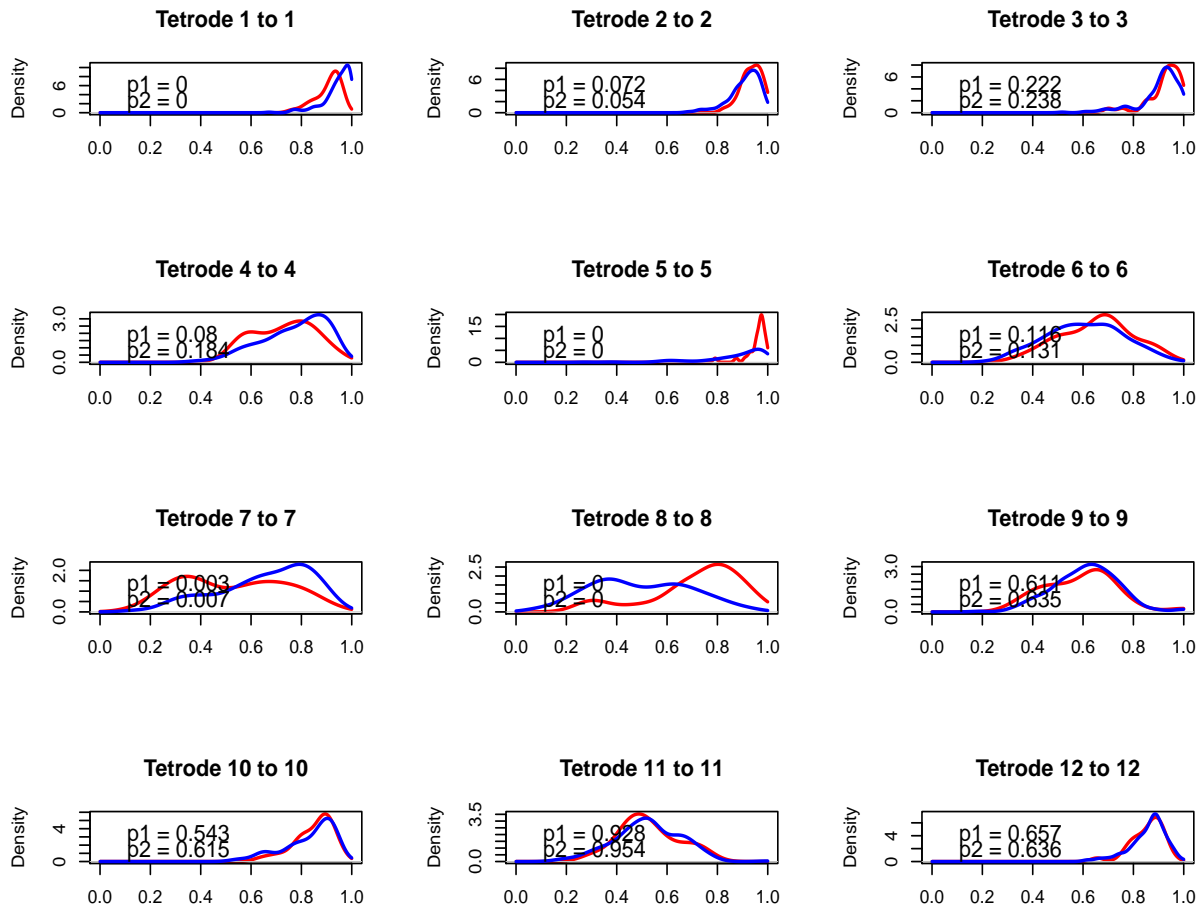 Tetrode 1 to 1
Density
0 6
p1 = 0
p2 = 0
0.0 0.2 0.4 0.6 0.8 1.0
Tetrode 2 to 2
Density
0 6
p1 = 0.072
p2 = 0.054
0.0 0.2 0.4 0.6 0.8 1.0
Tetrode 3 to 3
Density
0 4 8
p1 = 0.222
p2 = 0.238
0.0 0.2 0.4 0.6 0.8 1.0
Tetrode 4 to 4
Density
0.0 3.0
p1 = 0.08
p2 = 0.184
0.0 0.2 0.4 0.6 0.8 1.0
Tetrode 5 to 5
Density
0 15
p1 = 0
p2 = 0
0.0 0.2 0.4 0.6 0.8 1.0
Tetrode 6 to 6
Density
0.0 2.5
p1 = 0.116
p2 = 0.131
0.0 0.2 0.4 0.6 0.8 1.0
Tetrode 7 to 7
Density
0.0 2.0
p1 = 0.003
p2 = 0.007
0.0 0.2 0.4 0.6 0.8 1.0
Tetrode 8 to 8
Density
0.0 2.5
p1 = 0
p2 = 0
0.0 0.2 0.4 0.6 0.8 1.0
Tetrode 9 to 9
Density
0.0 3.0
p1 = 0.611
p2 = 0.635
0.0 0.2 0.4 0.6 0.8 1.0
Tetrode 10 to 10
Density
0 4
p1 = 0.543
p2 = 0.615
0.0 0.2 0.4 0.6 0.8 1.0
Tetrode 11 to 11
Density
0.0 3.5
p1 = 0.928
p2 = 0.954
0.0 0.2 0.4 0.6 0.8 1.0
Tetrode 12 to 12
Density
0 4
p1 = 0.657
p2 = 0.636
0.0 0.2 0.4 0.6 0.8 1.0